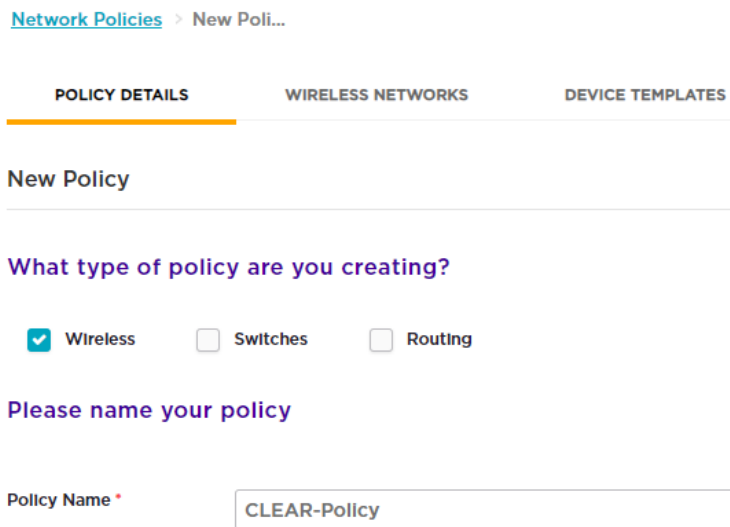 Network Policies > New Poli...
POLICY DETAILS WIRELESS NETWORKS DEVICE TEMPLATES
New Policy
What type of policy are you creating?
Wireless Switches Routing
Please name your policy
Policy Name * CLEAR-Policy